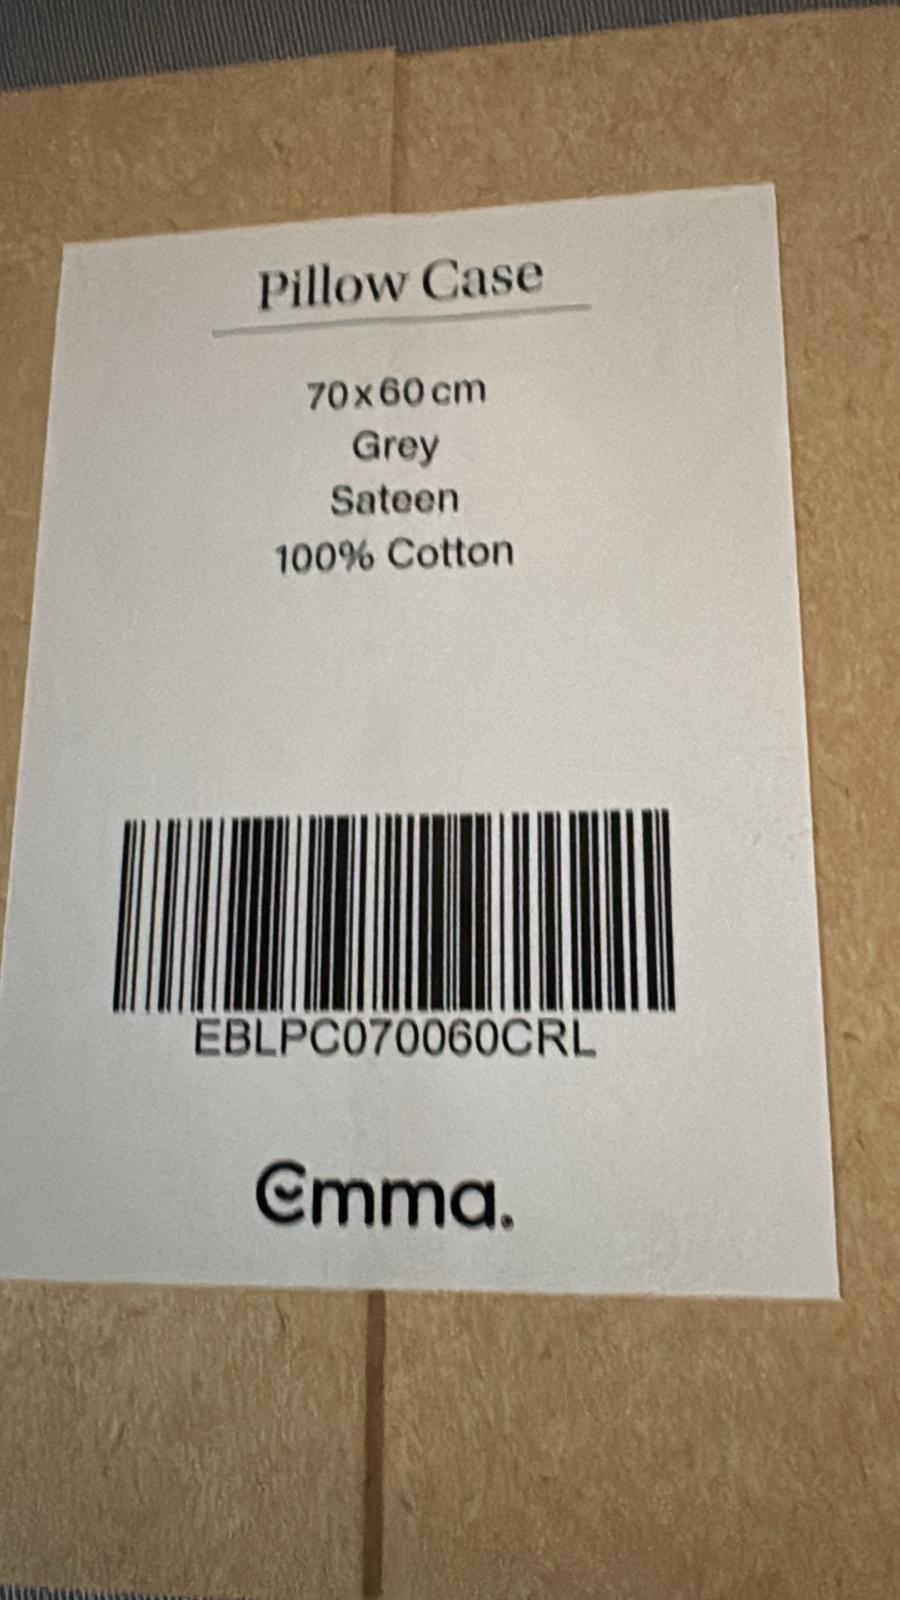 Pillow Case
70x60cm
Grey
Sateen
100% Cotton
EBLPC070060CRL
emma.